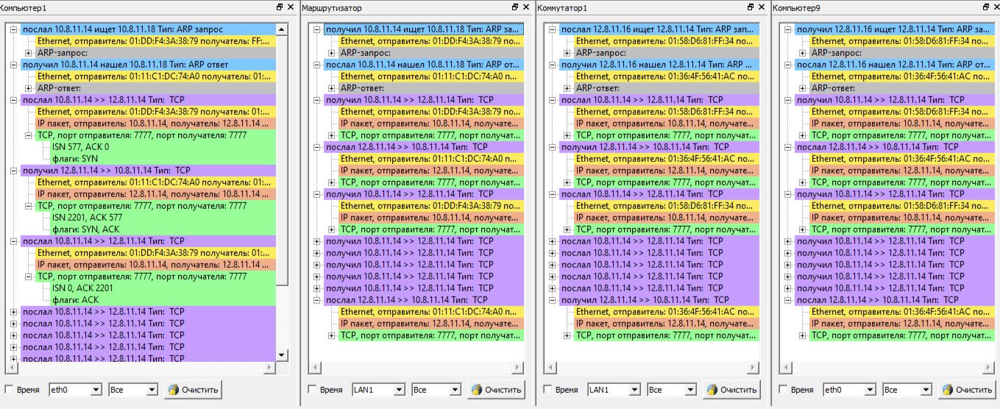 Компьютер1
послал 10.8.11.14 ищет 10.8.11.18 Тип: ARP запрос
Ethernet, отправитель: 01:DD:F4:3A:38:79 получатель: FF:...
ARP-запрос:
получил 10.8.11.14 нашел 10.8.11.18 Тип: ARP ответ
Ethernet, отправитель: 01:11:C1:DC:74:A0 получатель: 01:...
ARP-ответ:
послал 10.8.11.14 >> 12.8.11.14 Тип: TCP
Ethernet, отправитель: 01:DD:F4:3A:38:79 получатель: 01:...
IP пакет, отправитель: 10.8.11.14, получатель: 12.8.11.14 ...
TCP, порт отправителя: 7777, порт получателя: 7777
ISN 577, ACK 0
флаги: SYN
получил 12.8.11.14 >> 10.8.11.14 Тип: TCP
Ethernet, отправитель: 01:11:C1:DC:74:A0 получатель: 01:...
IP пакет, отправитель: 12.8.11.14, получатель: 10.8.11.14 ...
TCP, порт отправителя: 7777, порт получателя: 7777
ISN 2201, ACK 577
флаги: SYN, ACK
послал 10.8.11.14 >> 12.8.11.14 Тип: TCP
Ethernet, отправитель: 01:DD:F4:3A:38:79 получатель: 01:...
IP пакет, отправитель: 10.8.11.14, получатель: 12.8.11.14 ...
TCP, порт отправителя: 7777, порт получателя: 7777
ISN 0, ACK 2201
флаги: ACK
послал 10.8.11.14 >> 12.8.11.14 Тип: TCP
послал 10.8.11.14 >> 12.8.11.14 Тип: TCP
послал 10.8.11.14 >> 12.8.11.14 Тип: TCP
послал 10.8.11.14 >> 12.8.11.14 Тип: TCP
послал 10.8.11.14 >> 12.8.11.14 Тип: TCP
Время eth0 Все Очистить
Маршрутизатор
получил 10.8.11.14 ищет 10.8.11.18 Тип: ARP за...
Ethernet, отправитель: 01:DD:F4:3A:38:79 по...
ARP-запрос:
послал 10.8.11.14 нашел 10.8.11.18 Тип: ARP от...
Ethernet, отправитель: 01:11:C1:DC:74:A0 п...
ARP-ответ:
получил 10.8.11.14 >> 12.8.11.14 Тип: TCP
Ethernet, отправитель: 01:DD:F4:3A:38:79 по...
IP пакет, отправитель: 10.8.11.14, получате...
TCP, порт отправителя: 7777, порт получат...
послал 12.8.11.14 >> 10.8.11.14 Тип: TCP
Ethernet, отправитель: 01:11:C1:DC:74:A0 п...
IP пакет, отправитель: 12.8.11.14, получате...
TCP, порт отправителя: 7777, порт получат...
получил 10.8.11.14 >> 12.8.11.14 Тип: TCP
Ethernet, отправитель: 01:DD:F4:3A:38:79 по...
IP пакет, отправитель: 10.8.11.14, получате...
TCP, порт отправителя: 7777, порт получат...
получил 10.8.11.14 >> 12.8.11.14 Тип: TCP
получил 10.8.11.14 >> 12.8.11.14 Тип: TCP
получил 10.8.11.14 >> 12.8.11.14 Тип: TCP
получил 10.8.11.14 >> 12.8.11.14 Тип: TCP
получил 10.8.11.14 >> 12.8.11.14 Тип: TCP
послал 12.8.11.14 >> 10.8.11.14 Тип: TCP
Ethernet, отправитель: 01:11:C1:DC:74:A0 п...
IP пакет, отправитель: 12.8.11.14, получате...
TCP, порт отправителя: 7777, порт получат...
Время LAN1 Все Очистить
Коммутатор1
послал 12.8.11.16 ищет 12.8.11.14 Тип: ARP зап...
Ethernet, отправитель: 01:58:D6:81:FF:34 по...
ARP-запрос:
получил 12.8.11.16 нашел 12.8.11.14 Тип: ARP ...
Ethernet, отправитель: 01:36:4F:56:41:AC по...
ARP-ответ:
послал 10.8.11.14 >> 12.8.11.14 Тип: TCP
Ethernet, отправитель: 01:58:D6:81:FF:34 по...
IP пакет, отправитель: 10.8.11.14, получате...
TCP, порт отправителя: 7777, порт получат...
получил 12.8.11.14 >> 10.8.11.14 Тип: TCP
Ethernet, отправитель: 01:36:4F:56:41:AC по...
IP пакет, отправитель: 12.8.11.14, получате...
TCP, порт отправителя: 7777, порт получат...
послал 10.8.11.14 >> 12.8.11.14 Тип: TCP
Ethernet, отправитель: 01:58:D6:81:FF:34 по...
IP пакет, отправитель: 10.8.11.14, получате...
TCP, порт отправителя: 7777, порт получат...
послал 10.8.11.14 >> 12.8.11.14 Тип: TCP
послал 10.8.11.14 >> 12.8.11.14 Тип: TCP
послал 10.8.11.14 >> 12.8.11.14 Тип: TCP
послал 10.8.11.14 >> 12.8.11.14 Тип: TCP
послал 10.8.11.14 >> 12.8.11.14 Тип: TCP
получил 12.8.11.14 >> 10.8.11.14 Тип: TCP
Ethernet, отправитель: 01:36:4F:56:41:AC по...
IP пакет, отправитель: 12.8.11.14, получате...
TCP, порт отправителя: 7777, порт получат...
Время LAN1 Все Очистить
Компьютер9
получил 12.8.11.16 ищет 12.8.11.14 Тип: ARP за...
Ethernet, отправитель: 01:58:D6:81:FF:34 по...
ARP-запрос:
послал 12.8.11.16 нашел 12.8.11.14 Тип: ARP от...
Ethernet, отправитель: 01:36:4F:56:41:AC по...
ARP-ответ:
получил 10.8.11.14 >> 12.8.11.14 Тип: TCP
Ethernet, отправитель: 01:58:D6:81:FF:34 по...
IP пакет, отправитель: 10.8.11.14, получате...
TCP, порт отправителя: 7777, порт получат...
послал 12.8.11.14 >> 10.8.11.14 Тип: TCP
Ethernet, отправитель: 01:36:4F:56:41:AC по...
IP пакет, отправитель: 12.8.11.14, получате...
TCP, порт отправителя: 7777, порт получат...
получил 10.8.11.14 >> 12.8.11.14 Тип: TCP
Ethernet, отправитель: 01:58:D6:81:FF:34 по...
IP пакет, отправитель: 10.8.11.14, получате...
TCP, порт отправителя: 7777, порт получат...
получил 10.8.11.14 >> 12.8.11.14 Тип: TCP
получил 10.8.11.14 >> 12.8.11.14 Тип: TCP
получил 10.8.11.14 >> 12.8.11.14 Тип: TCP
получил 10.8.11.14 >> 12.8.11.14 Тип: TCP
получил 10.8.11.14 >> 12.8.11.14 Тип: TCP
послал 12.8.11.14 >> 10.8.11.14 Тип: TCP
Ethernet, отправитель: 01:36:4F:56:41:AC по...
IP пакет, отправитель: 12.8.11.14, получате...
TCP, порт отправителя: 7777, порт получат...
Время eth0 Все Очистить